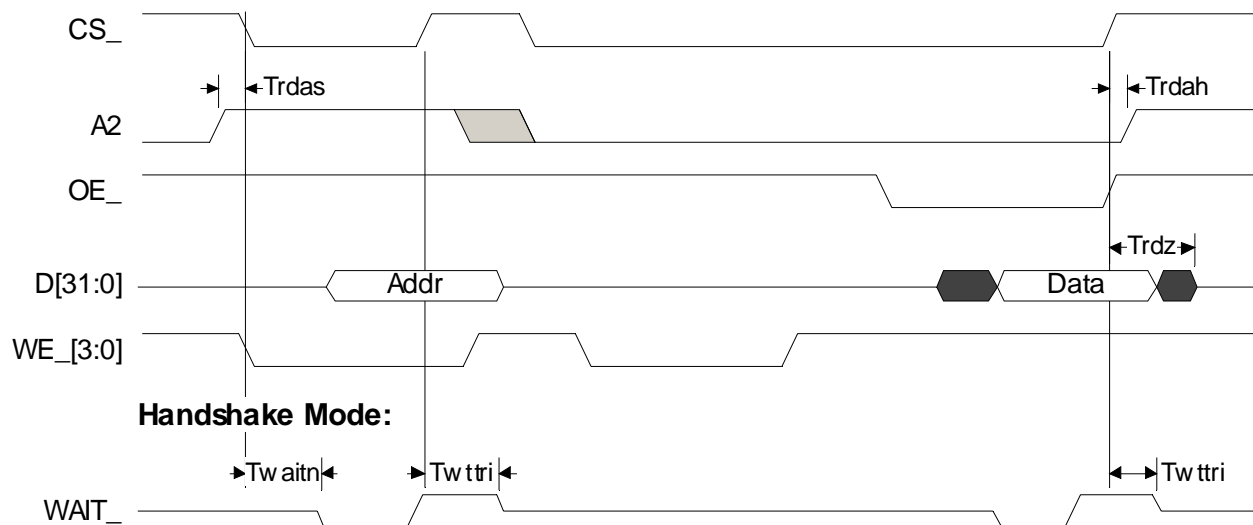 CS_
Trdas
Trdah
A2
OE_
Trdz
D[31:0]
Addr
Data
WE_[3:0]
Handshake Mode:
Twaitn
Twttri
Twttri
WAIT_